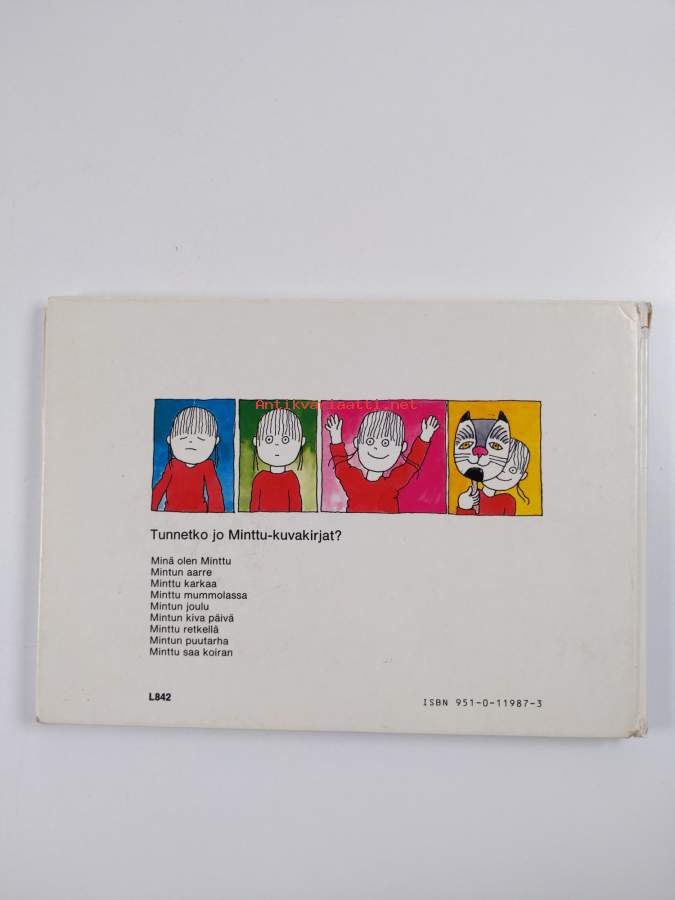 Antikvariaatti.net
Tunnetko jo Minttu-kuvakirjat?
Minä olen Minttu
Mintun aarre
Minttu karkaa
Minttu mummolassa
Mintun joulu
Mintun kiva päivä
Minttu retkellä
Mintun puutarha
Minttu saa koiran
L842
ISBN 951-0-11987-3